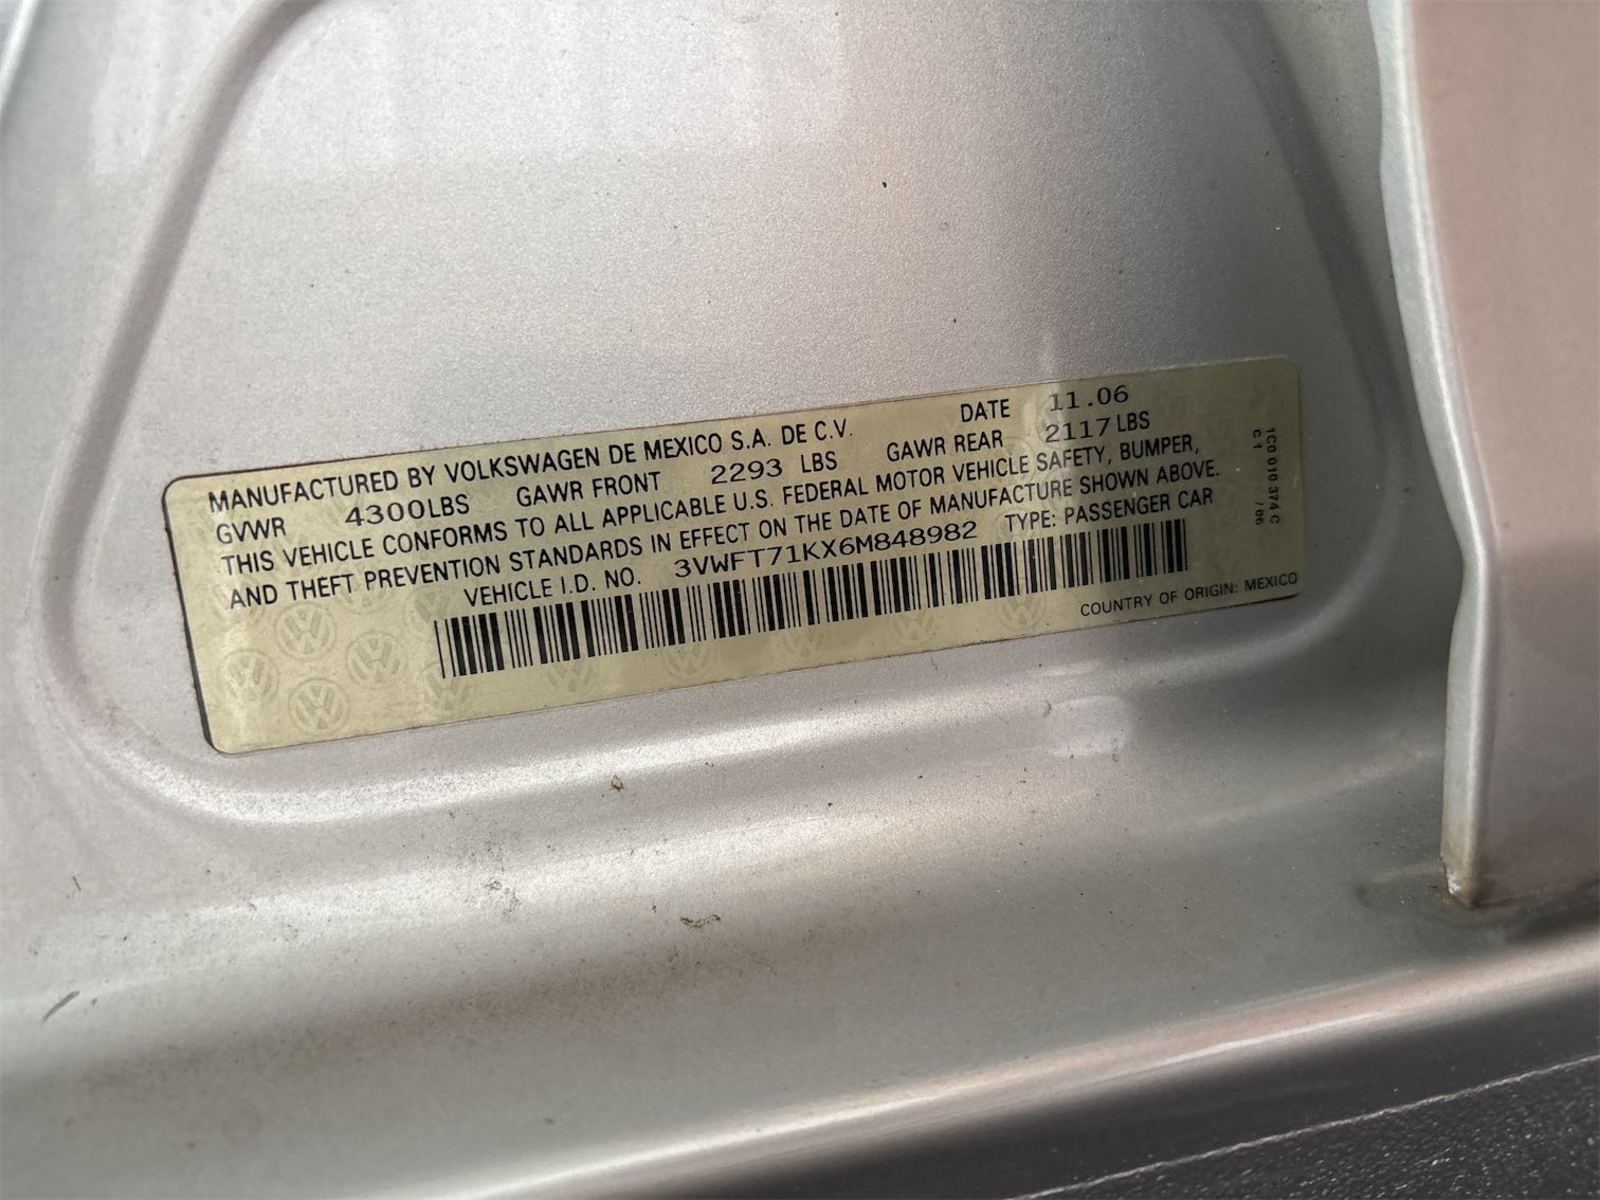 MANUFACTURED BY VOLKSWAGEN DE MEXICO S.A. DE C.V. DATE 11.06
GVWR 4300LBS GAWR FRONT 2293 LBS GAWR REAR 2117 LBS
THIS VEHICLE CONFORMS TO ALL APPLICABLE U.S. FEDERAL MOTOR VEHICLE SAFETY, BUMPER,
AND THEFT PREVENTION STANDARDS IN EFFECT ON THE DATE OF MANUFACTURE SHOWN ABOVE.
VEHICLE I.D. NO. 3VWFT71KX6M848982 TYPE: PASSENGER CAR
COUNTRY OF ORIGIN: MEXICO
1C0 010 374 C
C 1 /06